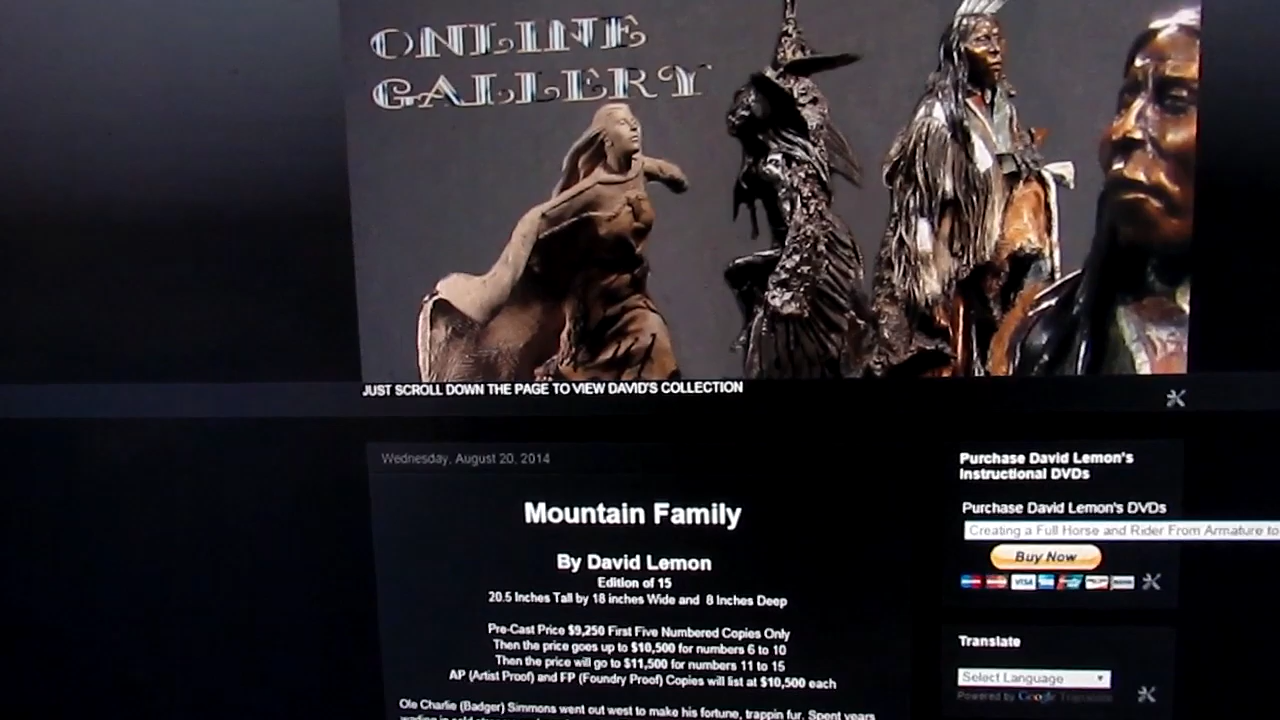 ONLINE
GALLERY
JUST SCROLL DOWN THE PAGE TO VIEW DAVID'S COLLECTION
Wednesday, August 20, 2014
Mountain Family
By David Lemon
Edition of 15
20.5 Inches Tall by 18 inches Wide and 8 Inches Deep
Pre-Cast Price $9,250 First Five Numbered Copies Only
Then the price goes up to $10,500 for numbers 6 to 10
Then the price will go to $11,500 for numbers 11 to 15
AP (Artist Proof) and FP (Foundry Proof) Copies will list at $10,500 each
Ole Charlie (Badger) Simmons went out west to make his fortune, trappin fur. Spent years
Purchase David Lemon's
Instructional DVDs
Purchase David Lemon's DVDs
Creating a Full Horse and Rider From Armature to
Buy Now
VISA
Translate
Select Language
Powered by Google Translate